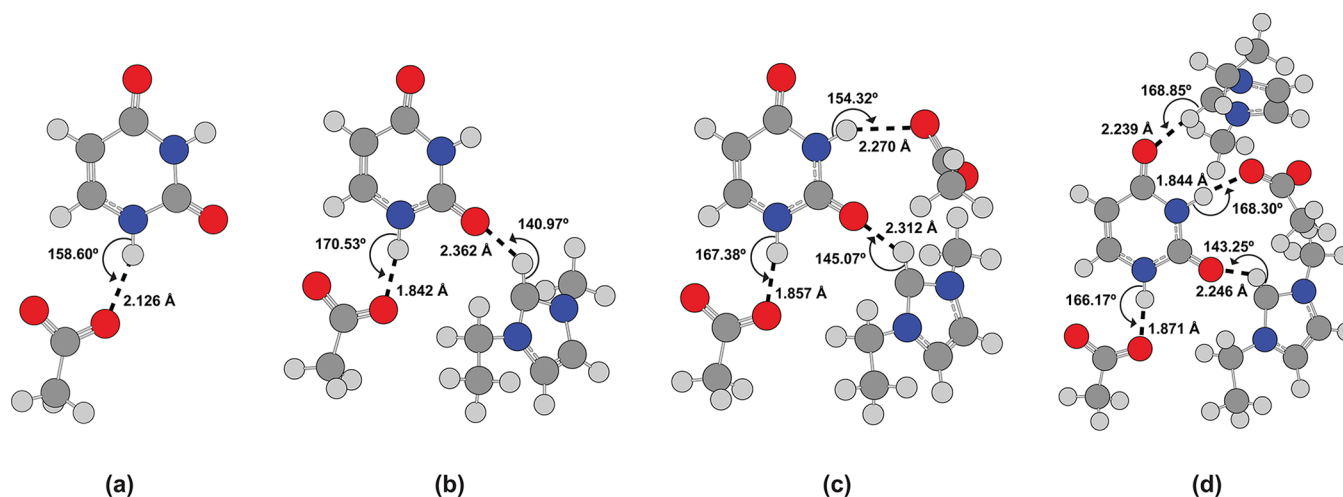 158.60º
2.126 Å
(a)
170.53º
1.842 Å
2.362 Å
140.97º
(b)
154.32º
2.270 Å
2.312 Å
145.07º
167.38º
1.857 Å
(c)
168.85º
2.239 Å
1.844 Å
168.30º
143.25º
2.246 Å
166.17º
1.871 Å
(d)